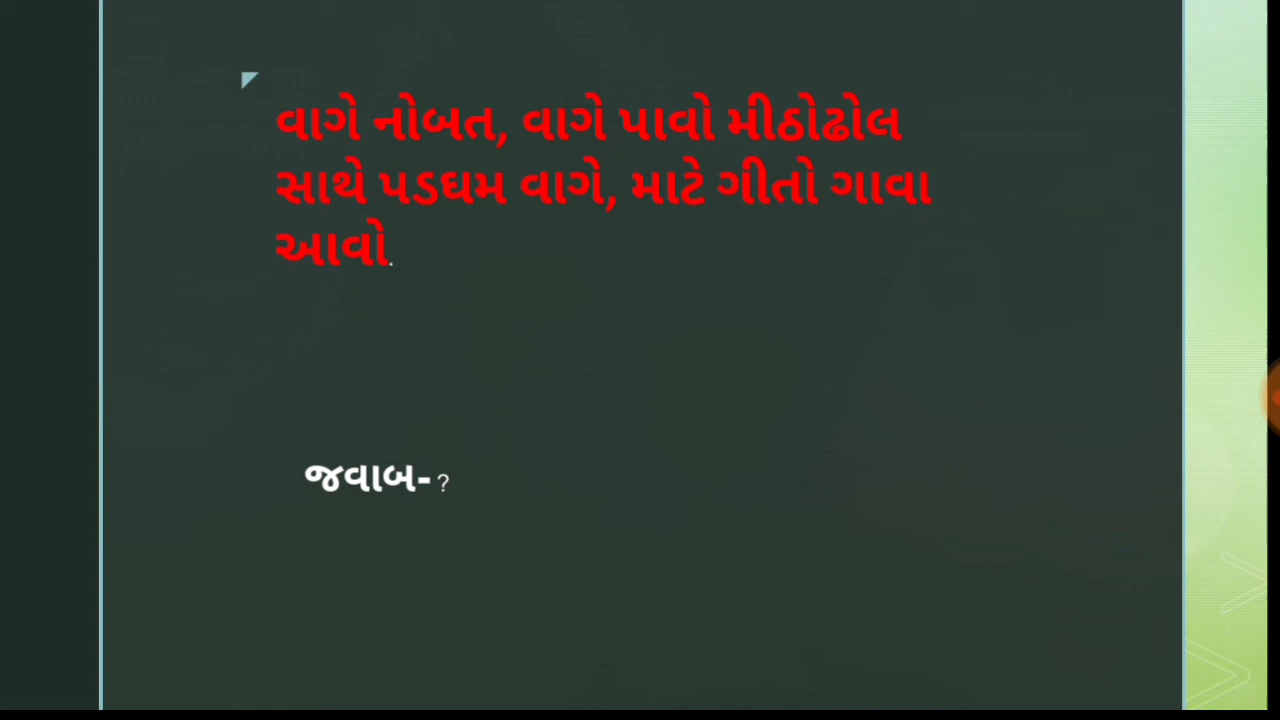 વાગે નોબત, વાગે પાવો મીઠોઢોલ
સાથે પડઘમ વાગે, માટે ગીતો ગાવા
આવો.
જવાબ- ?